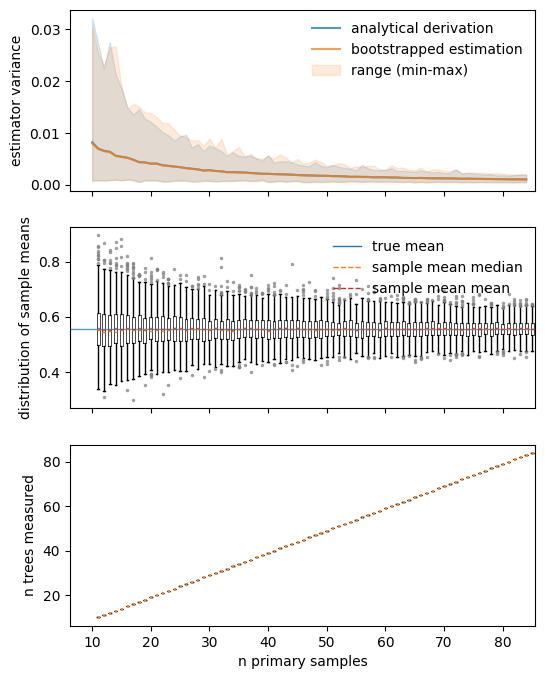 estimator variance
0.03
0.02
0.01
0.00
analytical derivation
bootstrapped estimation
range (min-max)
distribution of sample means
0.8
0.6
0.4
true mean
sample mean median
sample mean mean
n trees measured
80
60
40
20
10
20
30
40
50
60
70
80
n primary samples